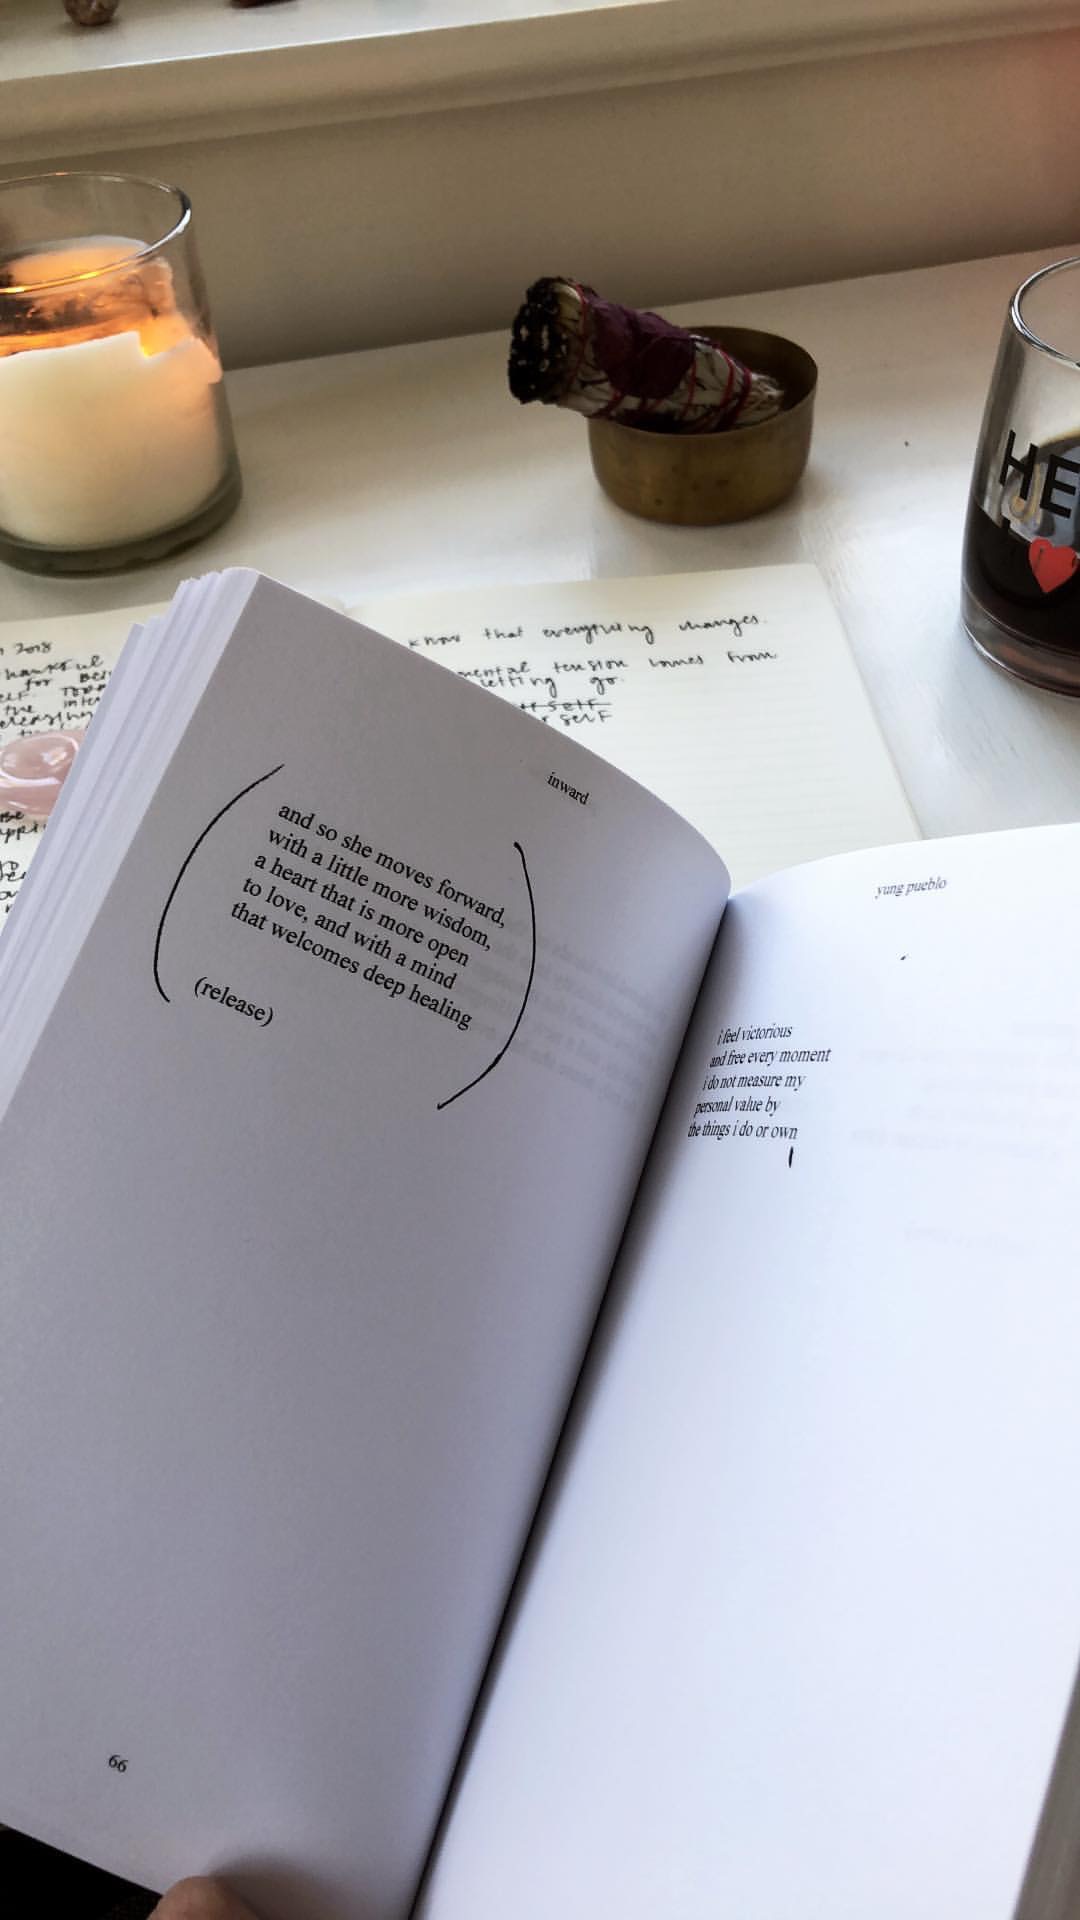 HE
2018
thankful
for
self.
the
know that everything changes.
mental tension comes from
letting go.
self
self
inward
and so she moves forward,
with a little more wisdom,
a heart that is more open
to love, and with a mind
that welcomes deep healing
(release)
66
yung pueblo
i feel victorious
and free every moment
i do not measure my
personal value by
the things i do or own